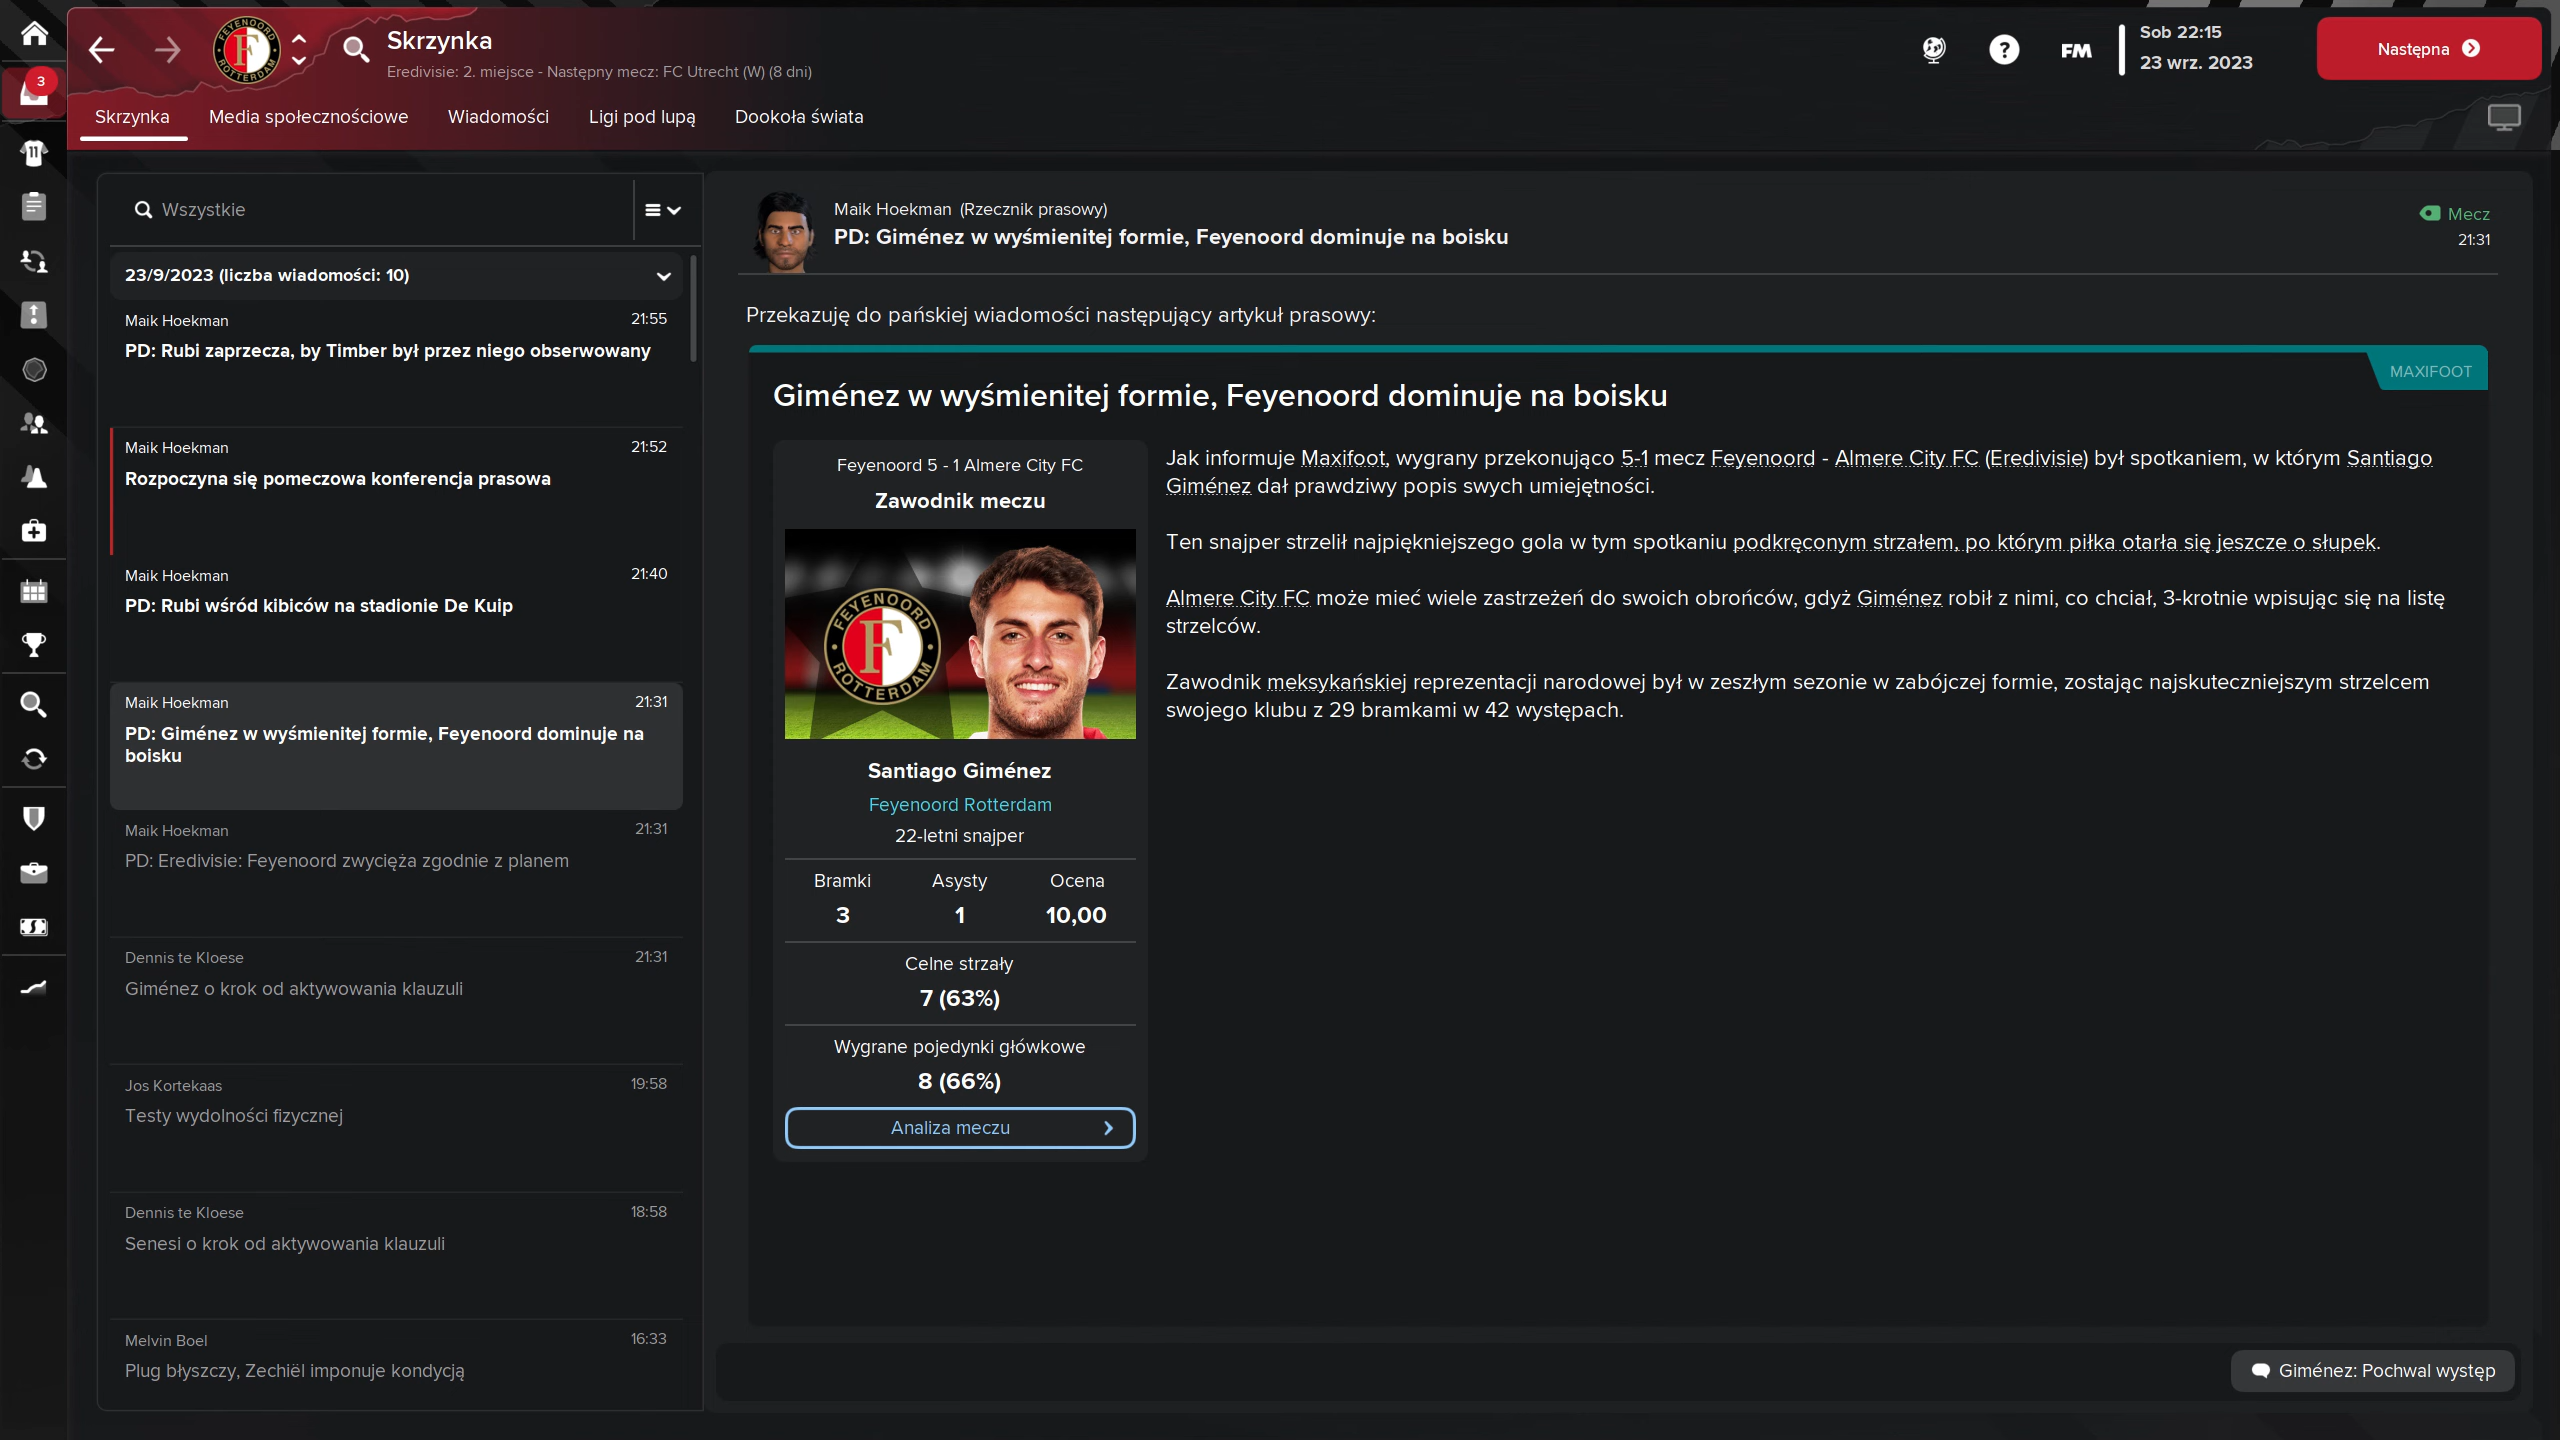 3
Skrzynka
Eredivisie: 2. miejsce - Następny mecz: FC Utrecht (W) (8 dni)
FM
Sob 22:15
23 wrz. 2023
Następna
Skrzynka
Media społecznościowe
Wiadomości
Ligi pod lupą
Dookoła świata
11
Wszystkie
23/9/2023 (liczba wiadomości: 10)
Maik Hoekman
21:55
PD: Rubi zaprzecza, by Timber był przez niego obserwowany
Maik Hoekman
21:52
Rozpoczyna się pomeczowa konferencja prasowa
Maik Hoekman
21:40
PD: Rubi wśród kibiców na stadionie De Kuip
Maik Hoekman
21:31
PD: Giménez w wyśmienitej formie, Feyenoord dominuje na
boisku
Maik Hoekman
21:31
PD: Eredivisie: Feyenoord zwycięża zgodnie z planem
Dennis te Kloese
21:31
Giménez o krok od aktywowania klauzuli
Jos Kortekaas
19:58
Testy wydolności fizycznej
Dennis te Kloese
18:58
Senesi o krok od aktywowania klauzuli
Melvin Boel
16:33
Plug błyszczy, Zechiël imponuje kondycją
Maik Hoekman (Rzecznik prasowy)
PD: Giménez w wyśmienitej formie, Feyenoord dominuje na boisku
Mecz
21:31
Przekazuję do pańskiej wiadomości następujący artykuł prasowy:
MAXIFOOT
Giménez w wyśmienitej formie, Feyenoord dominuje na boisku
Feyenoord 5 - 1 Almere City FC
Zawodnik meczu
FEYENOORD
F
ROTTERDAM
Santiago Giménez
Feyenoord Rotterdam
22-letni snajper
Bramki Asysty Ocena
3 1 10,00
Celne strzały
7 (63%)
Wygrane pojedynki główkowe
8 (66%)
Analiza meczu
Jak informuje Maxifoot, wygrany przekonująco 5-1 mecz Feyenoord - Almere City FC (Eredivisie) był spotkaniem, w którym Santiago
Giménez dał prawdziwy popis swych umiejętności.
Ten snajper strzelił najpiękniejszego gola w tym spotkaniu podkręconym strzałem, po którym piłka otarła się jeszcze o słupek.
Almere City FC może mieć wiele zastrzeżeń do swoich obrońców, gdyż Giménez robił z nimi, co chciał, 3-krotnie wpisując się na listę
strzelców.
Zawodnik meksykańskiej reprezentacji narodowej był w zeszłym sezonie w zabójczej formie, zostając najskuteczniejszym strzelcem
swojego klubu z 29 bramkami w 42 występach.
Giménez: Pochwal występ